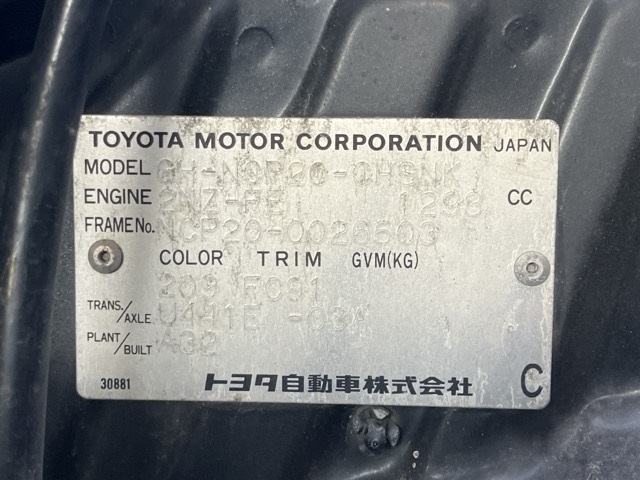 TOYOTA MOTOR CORPORATION JAPAN
MODEL GH-NCP20-CHSNK
ENGINE 2NZ-FE 1298 CC
FRAME No. NCP20-0026503
COLOR TRIM GVM(KG)
209 FC91
TRANS./AXLE U441E -03A
PLANT/BUILT A32
30881 トヨタ自動車株式会社 C